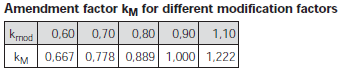 Amendment factor kM for different modification factors
kmod 0,60 0,70 0,80 0,90 1,10
kM 0,667 0,778 0,889 1,000 1,222